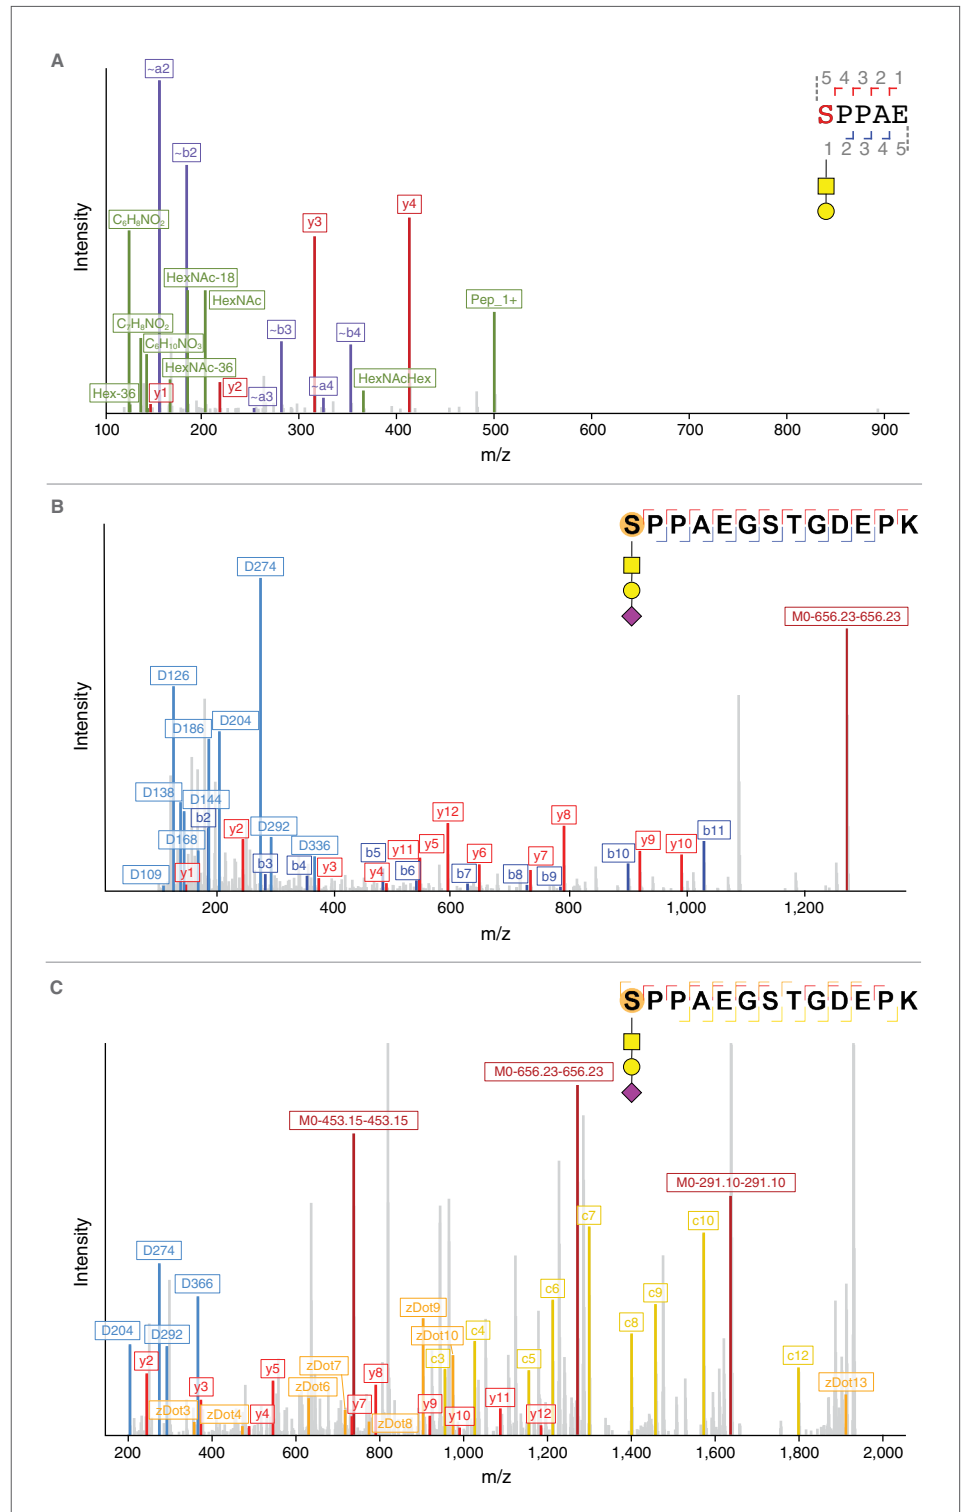 A
~a2
5 4 3 2 1
SPPAE
1 2 3 4 5
~b2
C₆H₈NO₂
y3
y4
HexNAc-18
HexNAc
Pep_1+
C₇H₈NO₂
C₆H₁₀NO₃
~b3
~b4
HexNAc-36
HexNAcHex
Hex-36
y1
y2
~a3
~a4
Intensity
100 200 300 400 500 600 700 800 900
m/z
B
SPPAEGSTGDEPK
D274
M0-656.23-656.23
D126
D186
D204
D138
D144
b2
y12
y8
D168
y2
D292
D336
b5
y11
y5
y9
y10
b11
D109
y1
b3
b4
y3
y4
b6
y6
b7
y7
b8
b9
b10
Intensity
200 400 600 800 1,000 1,200
m/z
C
SPPAEGSTGDEPK
M0-656.23-656.23
M0-453.15-453.15
M0-291.10-291.10
c7
c10
D274
D366
c6
c9
zDot9
D204
D292
zDot10
c4
c8
y2
zDot7
c3
c5
c12
y3
y5
zDot6
y8
zDot13
zDot3
zDot4
y4
y7
zDot8
y9
y10
y11
y12
Intensity
200 400 600 800 1,000 1,200 1,400 1,600 1,800 2,000
m/z